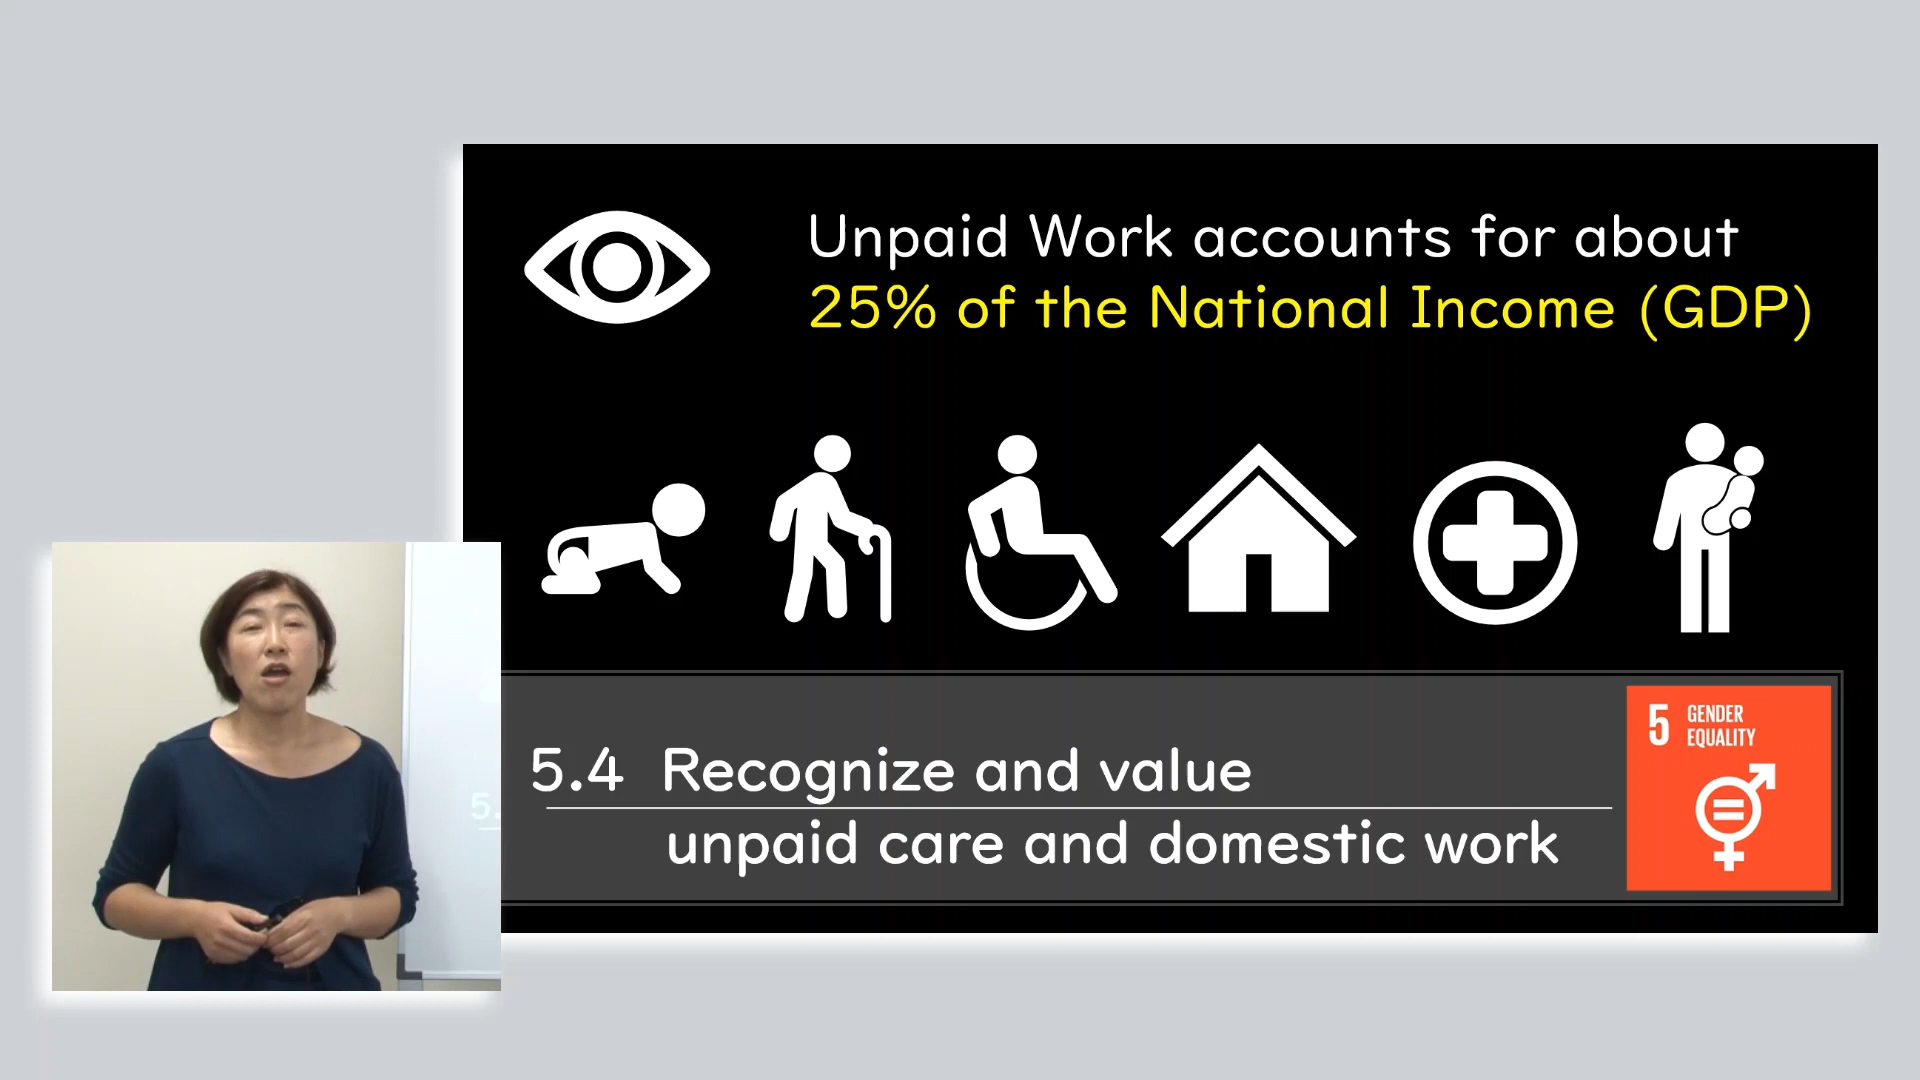 Unpaid Work accounts for about
25% of the National Income (GDP)
5.4 Recognize and value
unpaid care and domestic work
5 GENDER
EQUALITY
5.